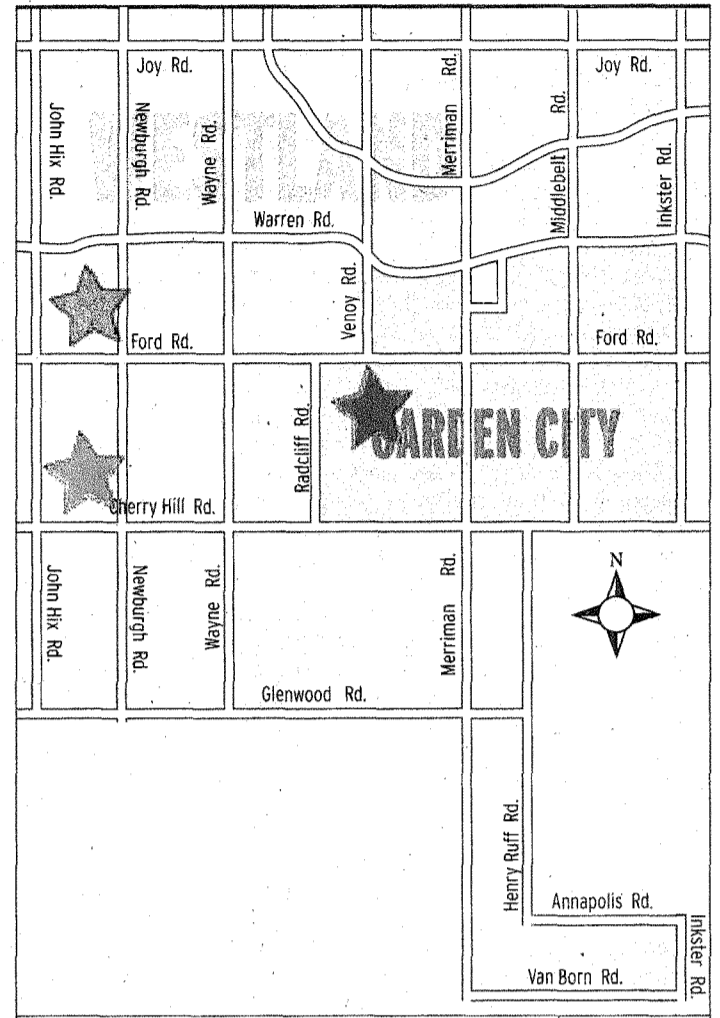 Joy Rd.
Joy Rd.
John Hix Rd.
Newburgh Rd.
Wayne Rd.
Merriman Rd.
Middlebelt Rd.
Inkster Rd.
WESTLAND
Warren Rd.
Venoy Rd.
Ford Rd.
Ford Rd.
Radcliff Rd.
GARDEN CITY
Cherry Hill Rd.
John Hix Rd.
Newburgh Rd.
Wayne Rd.
Merriman Rd.
N
Glenwood Rd.
Henry Ruff Rd.
Annapolis Rd.
Inkster Rd.
Van Born Rd.